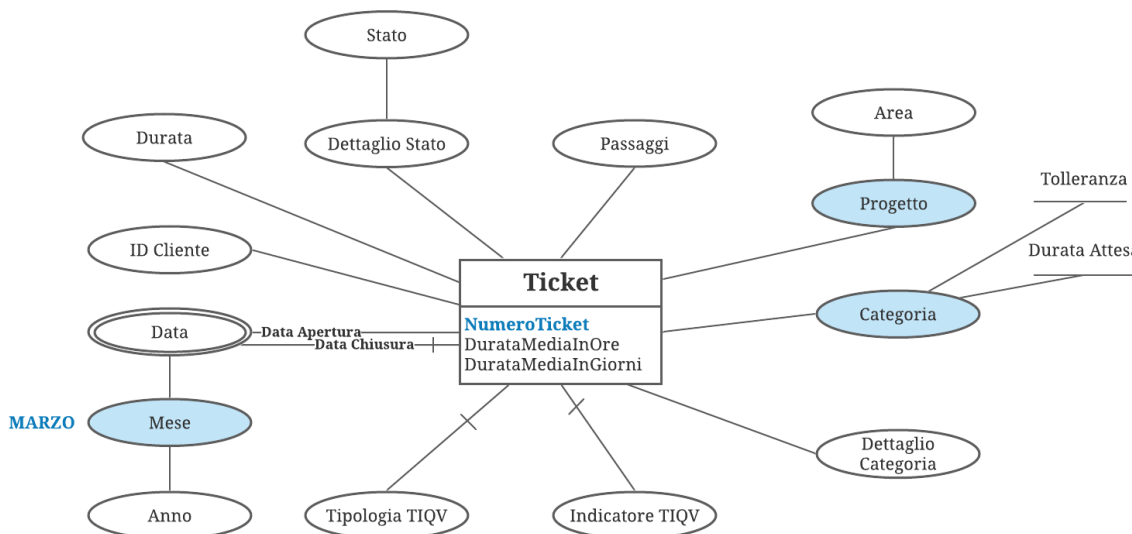 Stato
Area
Durata
Dettaglio Stato
Passaggi
Tolleranza
Progetto
ID Cliente
Durata Attesa
Ticket
Categoria
NumeroTicket
DurataMediaInOre
DurataMediaInGiorni
Data
Data Apertura
Data Chiusura
MARZO
Mese
Dettaglio
Categoria
Anno
Tipologia TIQV
Indicatore TIQV